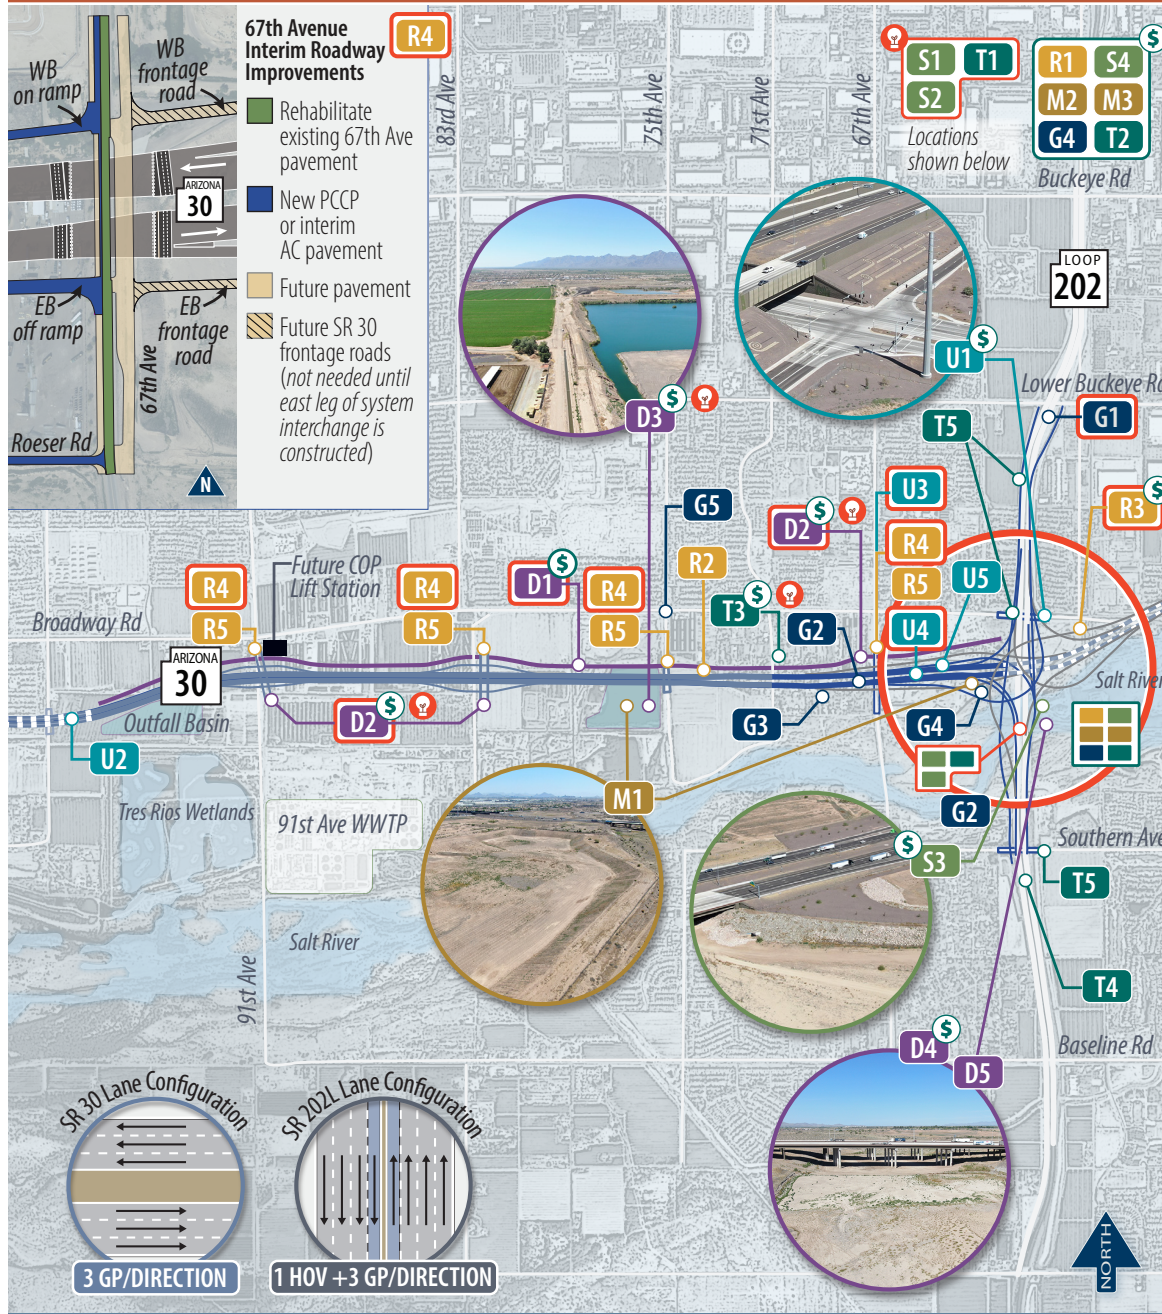 67th Avenue
Interim Roadway
Improvements
R4
WB
on ramp
WB
frontage
road
ARIZONA
30
EB
off ramp
EB
frontage
road
67th Ave
Roeser Rd
N
Rehabilitate
existing 67th Ave
pavement
New PCCP
or interim
AC pavement
Future pavement
Future SR 30
frontage roads
(not needed until
east leg of system
interchange is
constructed)
83rd Ave
75th Ave
71st Ave
67th Ave
S1 T1
S2
Locations
shown below
$
R1 S4
M2 M3
G4 T2
Buckeye Rd
LOOP
202
U1 $
Lower Buckeye Rd
G1
D3 $
T5
G5
U3
R3 $
D2 $
R4
R2
R5
U5
Future COP
Lift Station
R4
R4
D1 $
R4
T3 $
G2
U4
Broadway Rd
R5
R5
R5
ARIZONA
30
Salt River
Outfall Basin
D2 $
G3
G4
U2
M1
G2
Tres Rios Wetlands
91st Ave WWTP
Southern Ave
$
S3
T5
Salt River
91st Ave
T4
D4 $
D5
Baseline Rd
SR 30 Lane Configuration
3 GP/DIRECTION
SR 202L Lane Configuration
1 HOV +3 GP/DIRECTION
NORTH